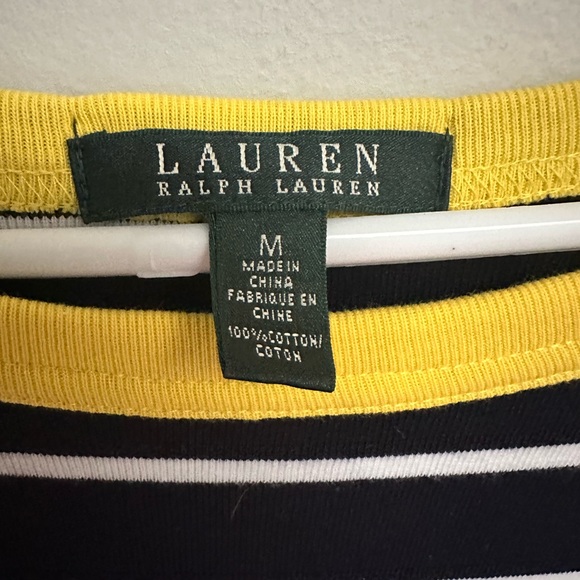 LAUREN
RALPH LAUREN
M
MADE IN
CHINA
FABRIQUE EN
CHINE
100%COTTON/
COTON